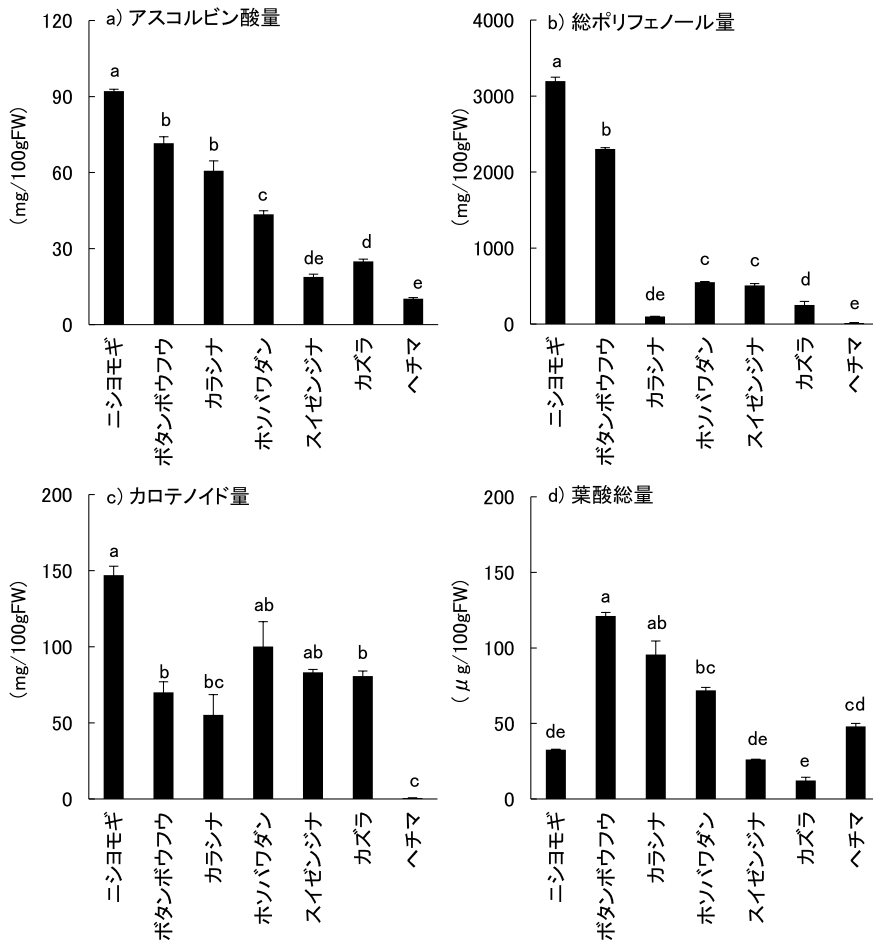 a) アスコルビン酸量
(mg/100gFW)
120
90
60
30
0
a
b
b
c
de
d
e
ニシヨモギ
ボタンボウフウ
カラシナ
ホソバワダン
スイゼンジナ
カズラ
ヘチマ
b) 総ポリフェノール量
(mg/100gFW)
4000
3000
2000
1000
0
a
b
de
c
c
d
e
ニシヨモギ
ボタンボウフウ
カラシナ
ホソバワダン
スイゼンジナ
カズラ
ヘチマ
c) カロテノイド量
(mg/100gFW)
200
150
100
50
0
a
b
bc
ab
ab
b
c
ニシヨモギ
ボタンボウフウ
カラシナ
ホソバワダン
スイゼンジナ
カズラ
ヘチマ
d) 葉酸総量
(μg/100gFW)
200
150
100
50
0
de
a
ab
bc
de
e
cd
ニシヨモギ
ボタンボウフウ
カラシナ
ホソバワダン
スイゼンジナ
カズラ
ヘチマ